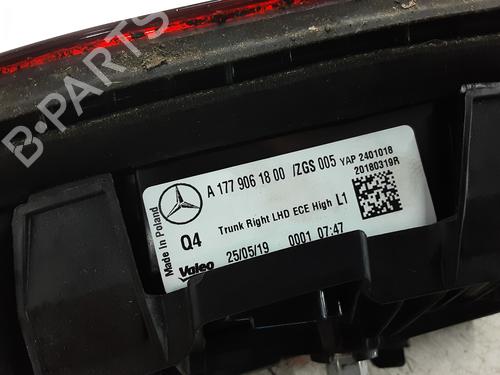 B-PARTS
Made In Poland
A 177 906 18 00 /ZGS 005 YAP 2401018
20180319R
Q4 Trunk Right LHD ECE High L1
Valeo 25/05/19 0001 07:47